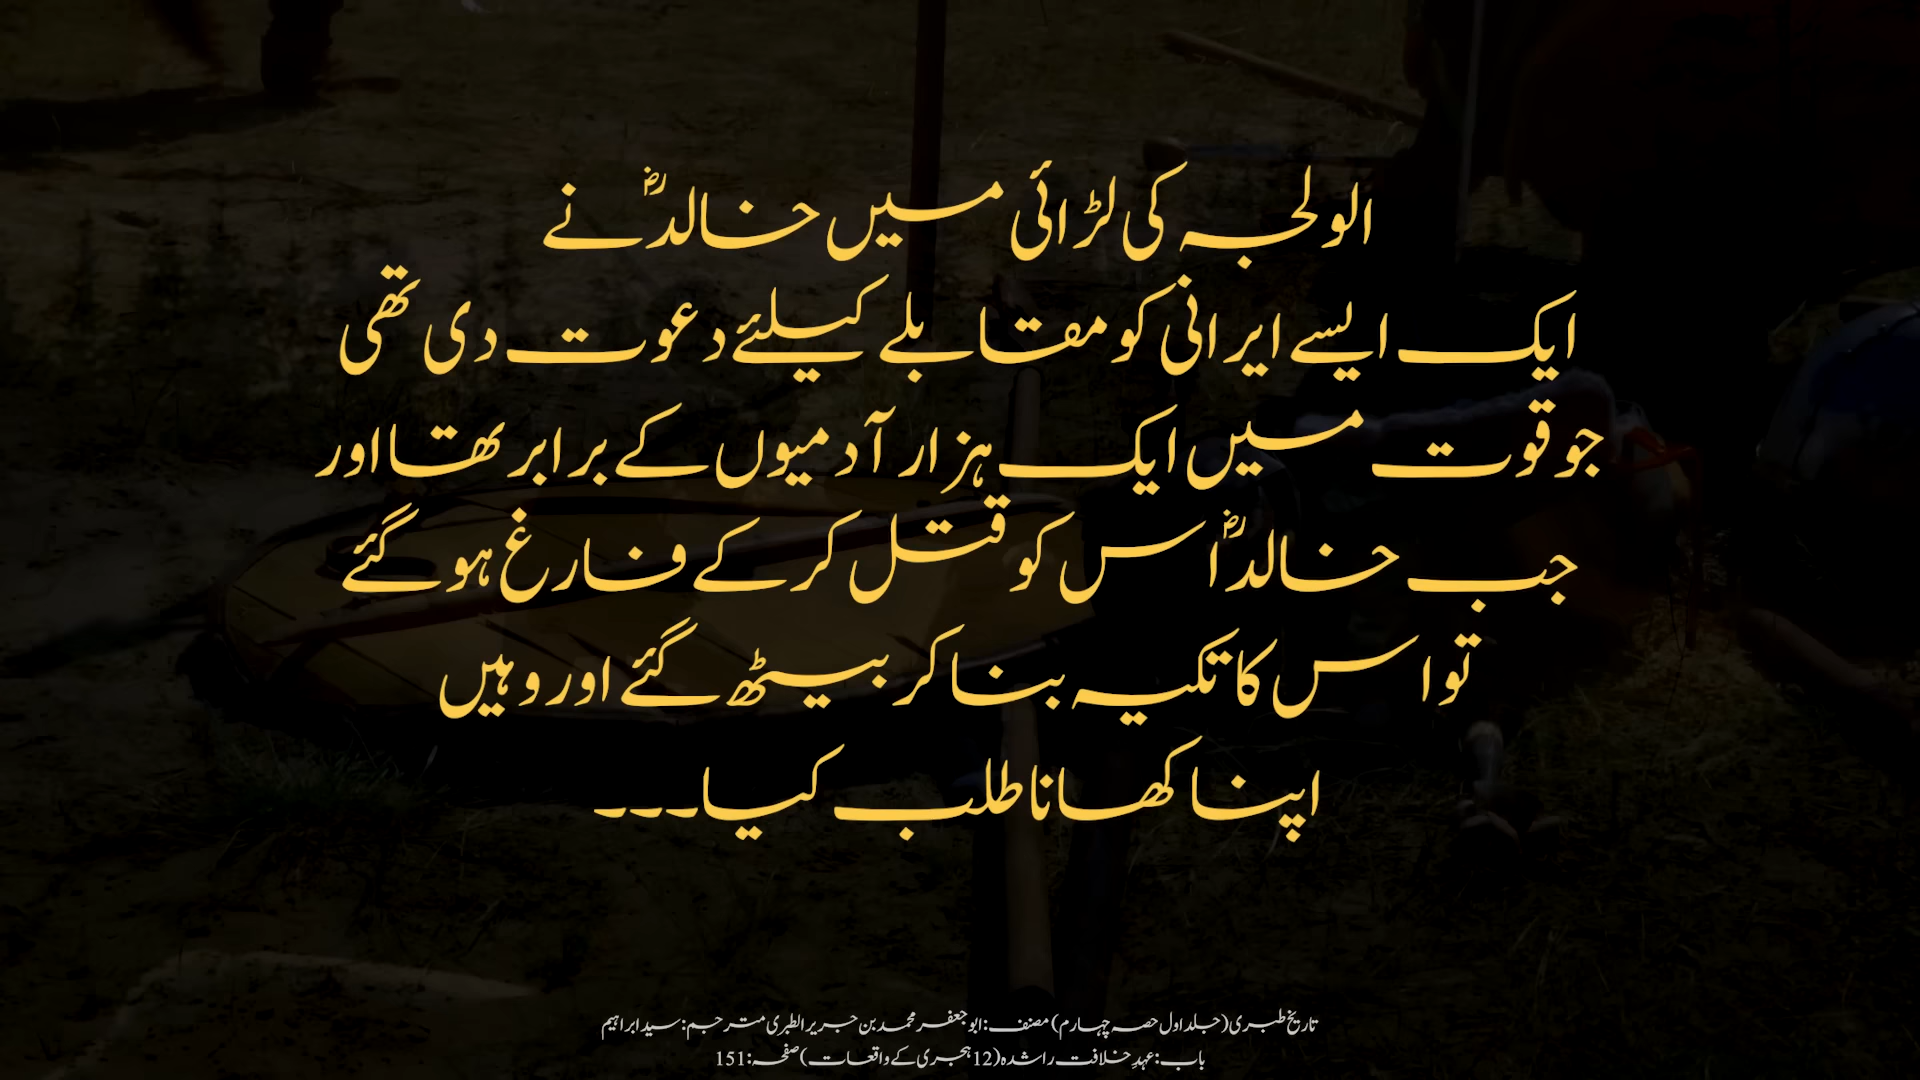 الولجہ کی لڑائی میں خالدؓ نے
ایک ایسے ایرانی کو مقابلے کیلئے دعوت دی تھی
جو قوت میں ایک ہزار آدمیوں کے برابر تھا اور
جب خالدؓ اس کو قتل کر کے فارغ ہو گئے
تو اس کا تکیہ بنا کر بیٹھ گئے اور وہیں
اپنا کھانا طلب کیا۔۔۔
تاریخ طبری (جلد اول حصہ چہارم) مصنف: ابو جعفر محمد بن جریر الطبری مترجم: سید ابراہیم
باب: عہدِ خلافت راشدہ (12 ہجری کے واقعات) صفحہ: 151